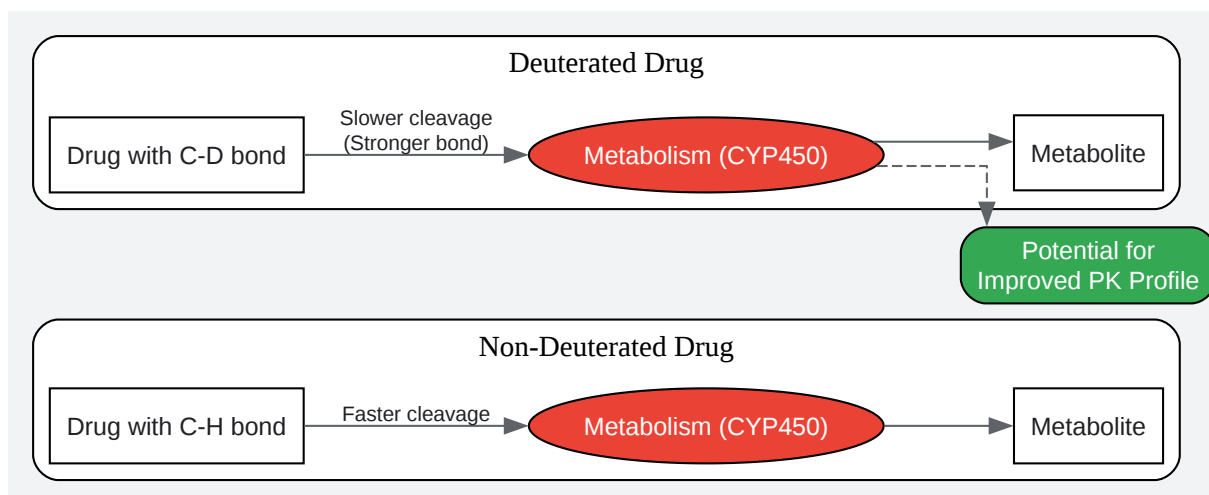 Deuterated Drug
Drug with C-D bond
Slower cleavage
(Stronger bond)
Metabolism (CYP450)
Metabolite
Potential for
Improved PK Profile
Non-Deuterated Drug
Drug with C-H bond
Faster cleavage
Metabolism (CYP450)
Metabolite